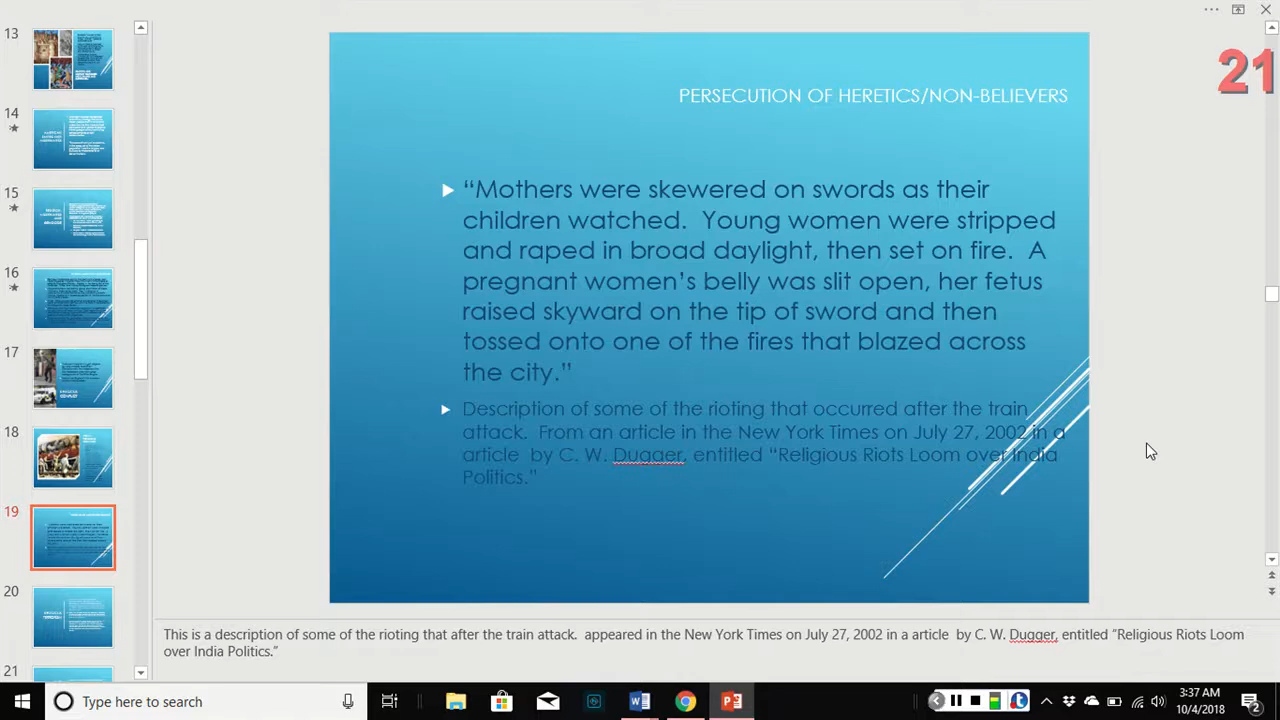 21
13
14
15
16
17
18
19
20
21
PERSECUTION OF HERETICS/NON-BELIEVERS
“Mothers were skewered on swords as their
children watched.  Young women were stripped
and raped in broad daylight, then set on fire.  A
pregnant women’s belly was slit open, her fetus
raised skyward on the tip of sword and then
tossed onto one of the fires that blazed across
the city.”
Description of some of the rioting that occurred after the train
attack.  From an article in the New York Times on July 27, 2002 in a
article  by C. W. Dugger, entitled “Religious Riots Loom over India
Politics.”
This is a description of some of the rioting that after the train attack.  appeared in the New York Times on July 27, 2002 in a article  by C. W. Dugger, entitled “Religious Riots Loom
over India Politics.”
Type here to search
3:37 AM
10/4/2018
2